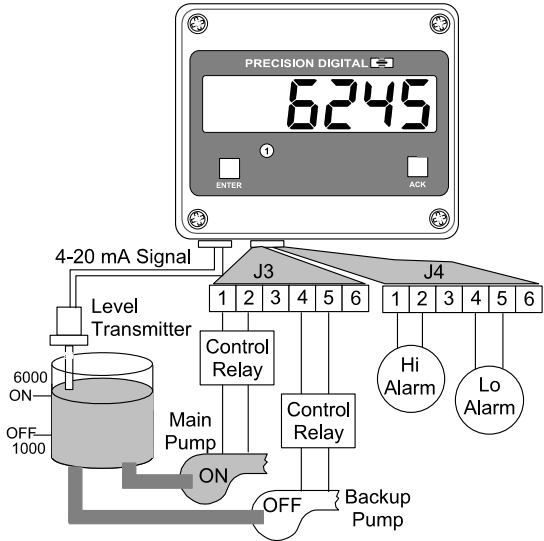 PRECISION DIGITAL
6245
1
ENTER
ACK
4-20 mA Signal
J3
J4
1 2 3 4 5 6
1 2 3 4 5 6
Level
Transmitter
Control
Relay
Hi
Alarm
Lo
Alarm
6000
ON
OFF
1000
Main
Pump
ON
Control
Relay
OFF
Backup
Pump